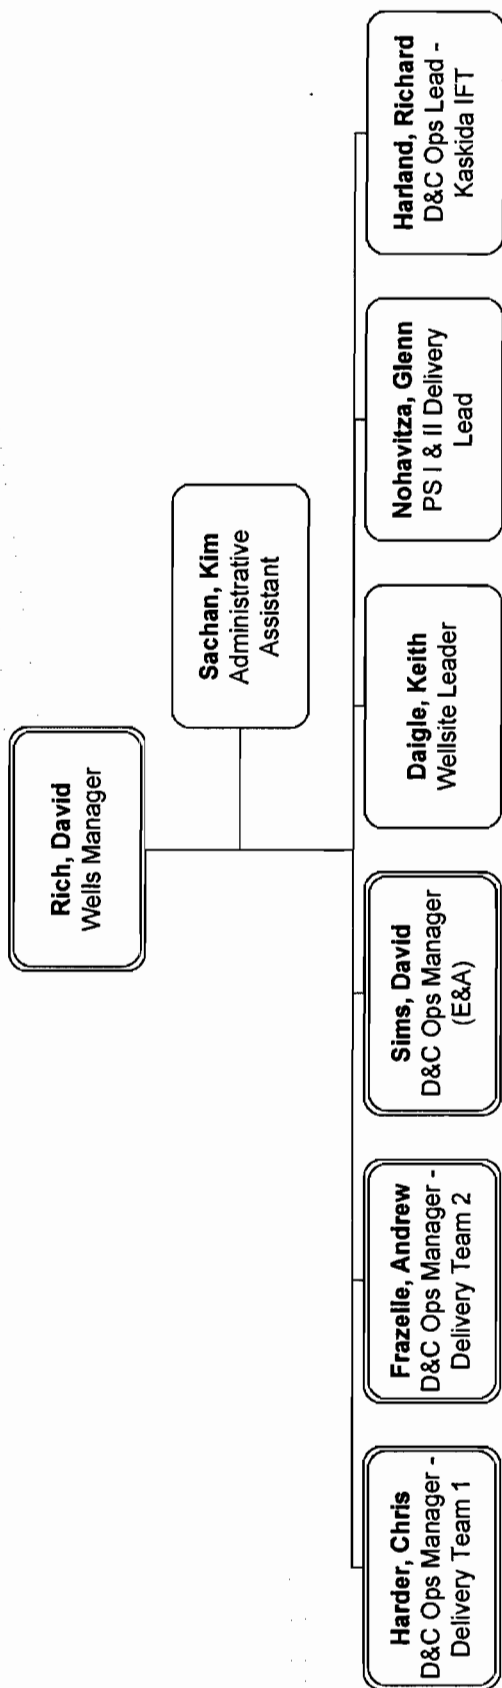 Rich, David
Wells Manager
Sachan, Kim
Administrative
Assistant
Harder, Chris
D&C Ops Manager -
Delivery Team 1
Frazelle, Andrew
D&C Ops Manager -
Delivery Team 2
Sims, David
D&C Ops Manager
(E&A)
Daigle, Keith
Wellsite Leader
Nohavitza, Glenn
PS I & II Delivery
Lead
Harland, Richard
D&C Ops Lead -
Kaskida IFT